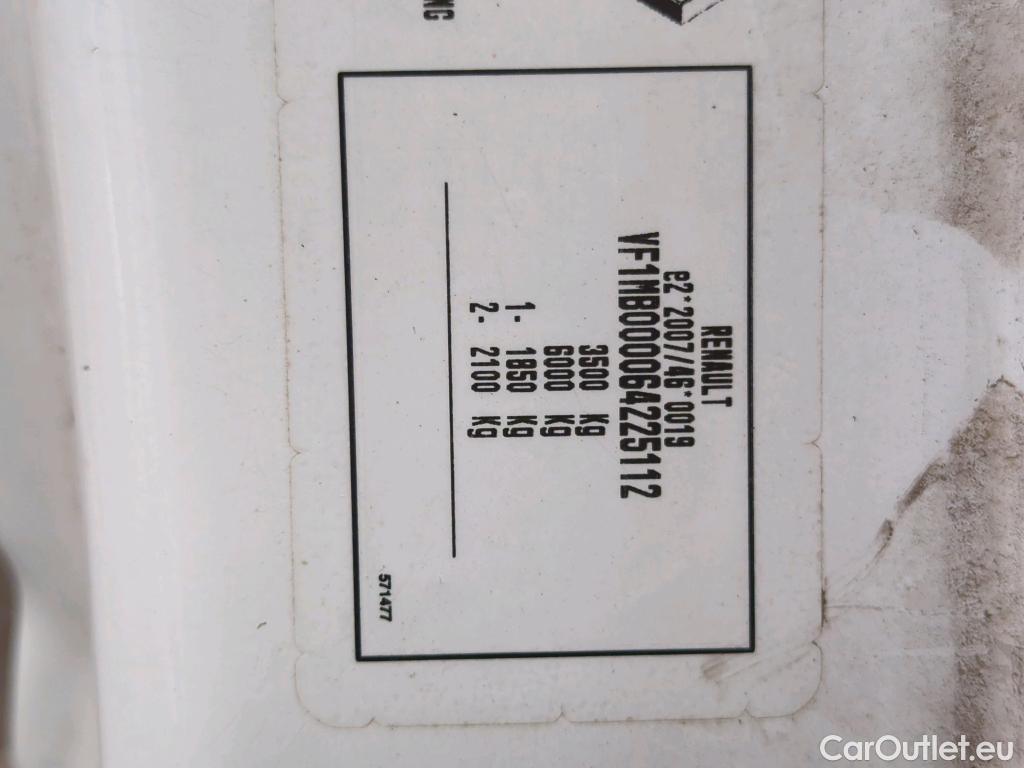 NG
RENAULT
e2*2007/46*0019
VF1MB000064225112
3500 kg
6000 kg
1- 1850 kg
2- 2100 kg
571477
CarOutlet.eu